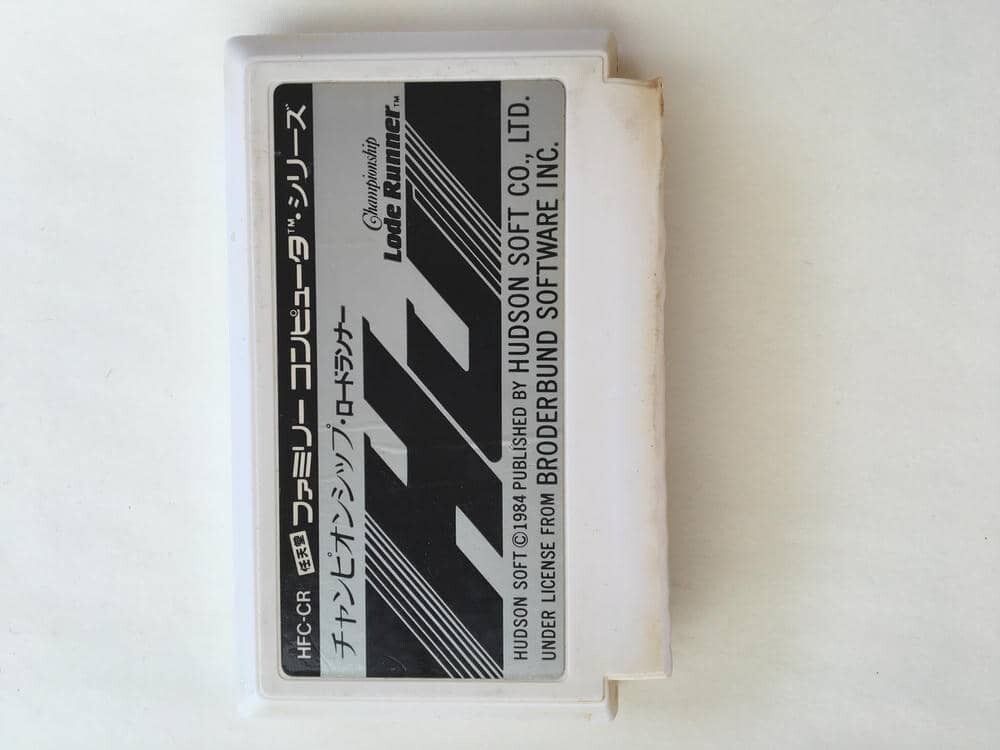 HFC-CR 任天堂 ファミリー コンピュータ™・シリーズ
チャンピオンシップ・ロードランナー
Championship
Lode Runner™
HUDSON SOFT ©1984 PUBLISHED BY HUDSON SOFT CO., LTD.
UNDER LICENSE FROM BRODERBUND SOFTWARE INC.